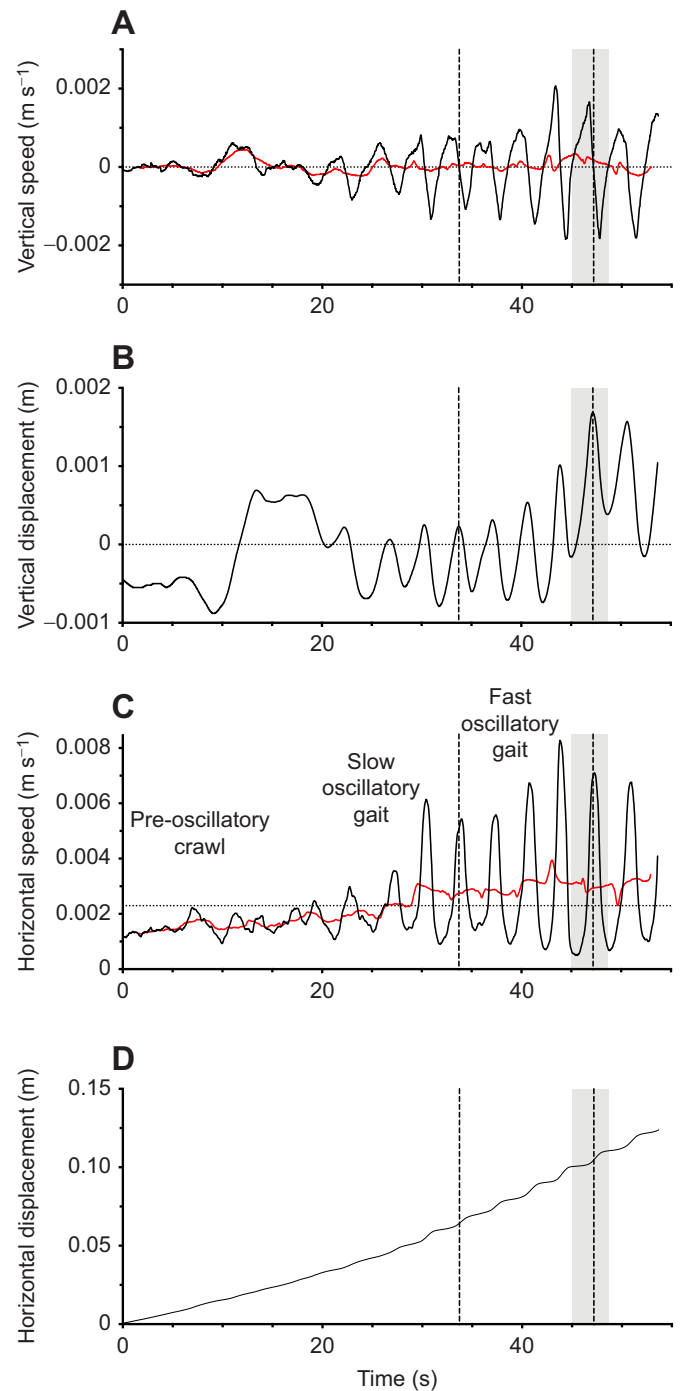 A
Vertical speed (m s⁻¹)
0.002
0
−0.002
0
20
40
B
Vertical displacement (m)
0.002
0.001
0
−0.001
0
20
40
C
Horizontal speed (m s⁻¹)
0.008
0.006
0.004
0.002
0
Pre-oscillatory
crawl
Slow
oscillatory
gait
Fast
oscillatory
gait
0
20
40
D
Horizontal displacement (m)
0.15
0.10
0.05
0
0
20
40
Time (s)